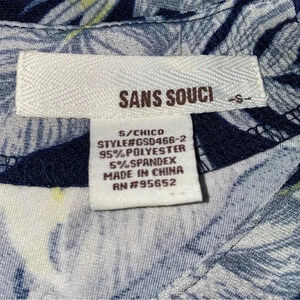 SANS SOUCI -S-
S/CHICO
STYLE#GSD466-2
95% POLYESTER
5% SPANDEX
MADE IN CHINA
RN#95652